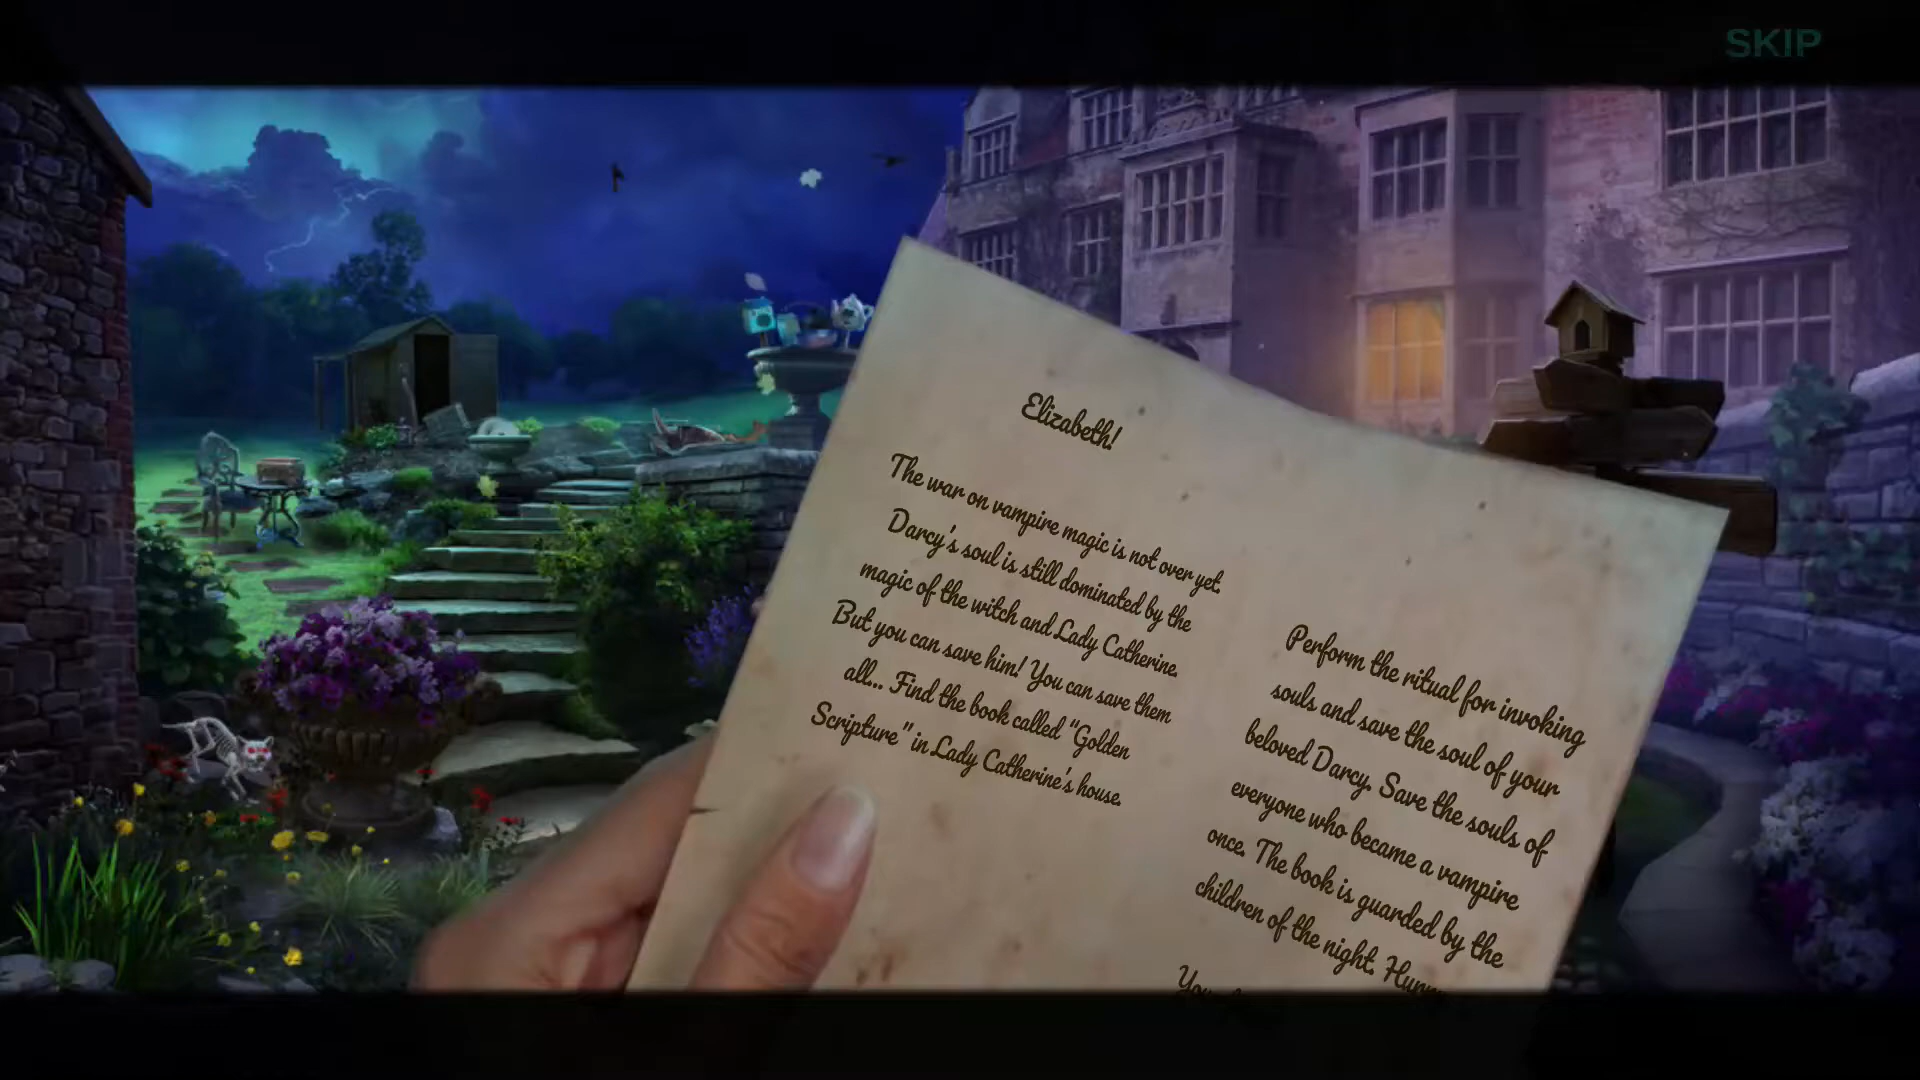 SKIP
Elizabeth!
The war on vampire magic is not over yet.
Darcy's soul is still dominated by the
magic of the witch and Lady Catherine.
But you can save him! You can save them
all... Find the book called "Golden
Scripture" in Lady Catherine's house.
Perform the ritual for invoking
souls and save the soul of your
beloved Darcy. Save the souls of
everyone who became a vampire
once. The book is guarded by the
children of the night.